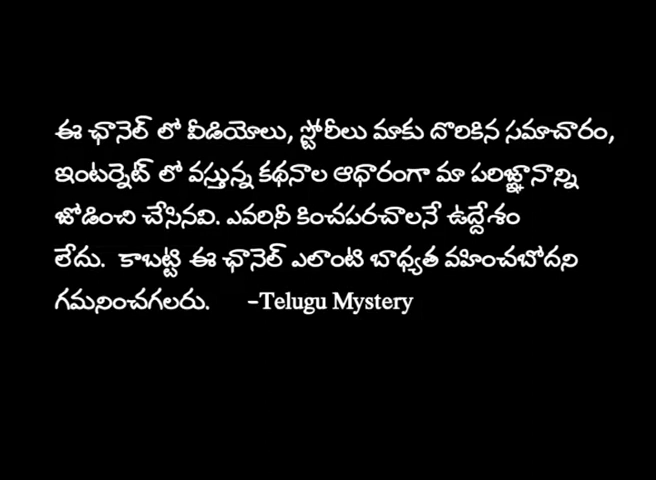 ఈ ఛానెల్ లో వీడియోలు, స్టోరీలు మాకు దొరికిన సమాచారం,
ఇంటర్నెట్ లో వస్తున్న కథనాల ఆధారంగా మా పరిజ్ఞానాన్ని
జోడించి చేసినవి. ఎవరినీ కించపరచాలనే ఉద్దేశం
లేదు. కాబట్టి ఈ ఛానెల్ ఎలాంటి బాధ్యత వహించబోదని
గమనించగలరు. -Telugu Mystery